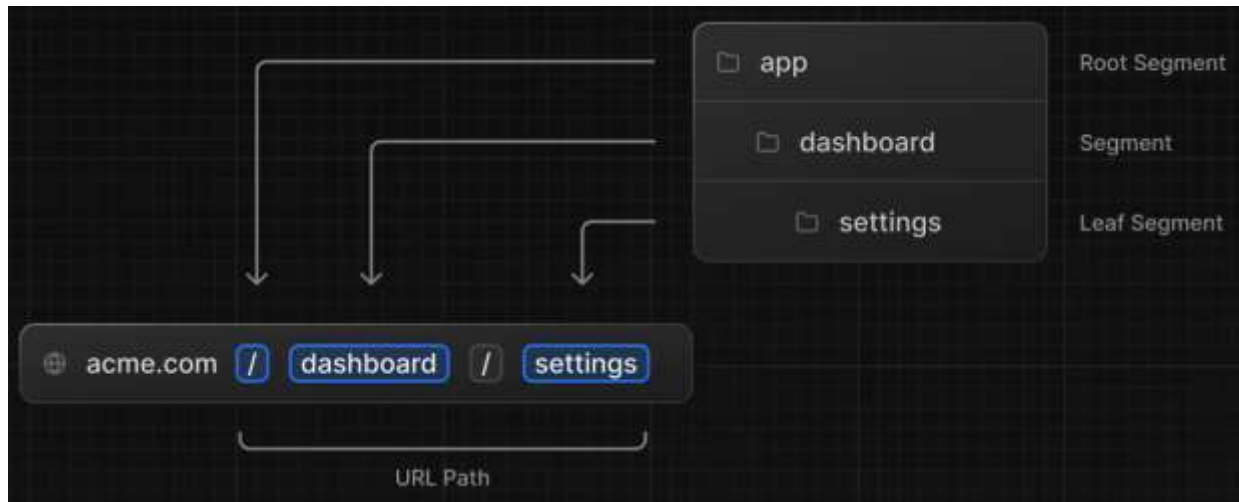 app
Root Segment
dashboard
Segment
settings
Leaf Segment
acme.com / dashboard / settings
URL Path